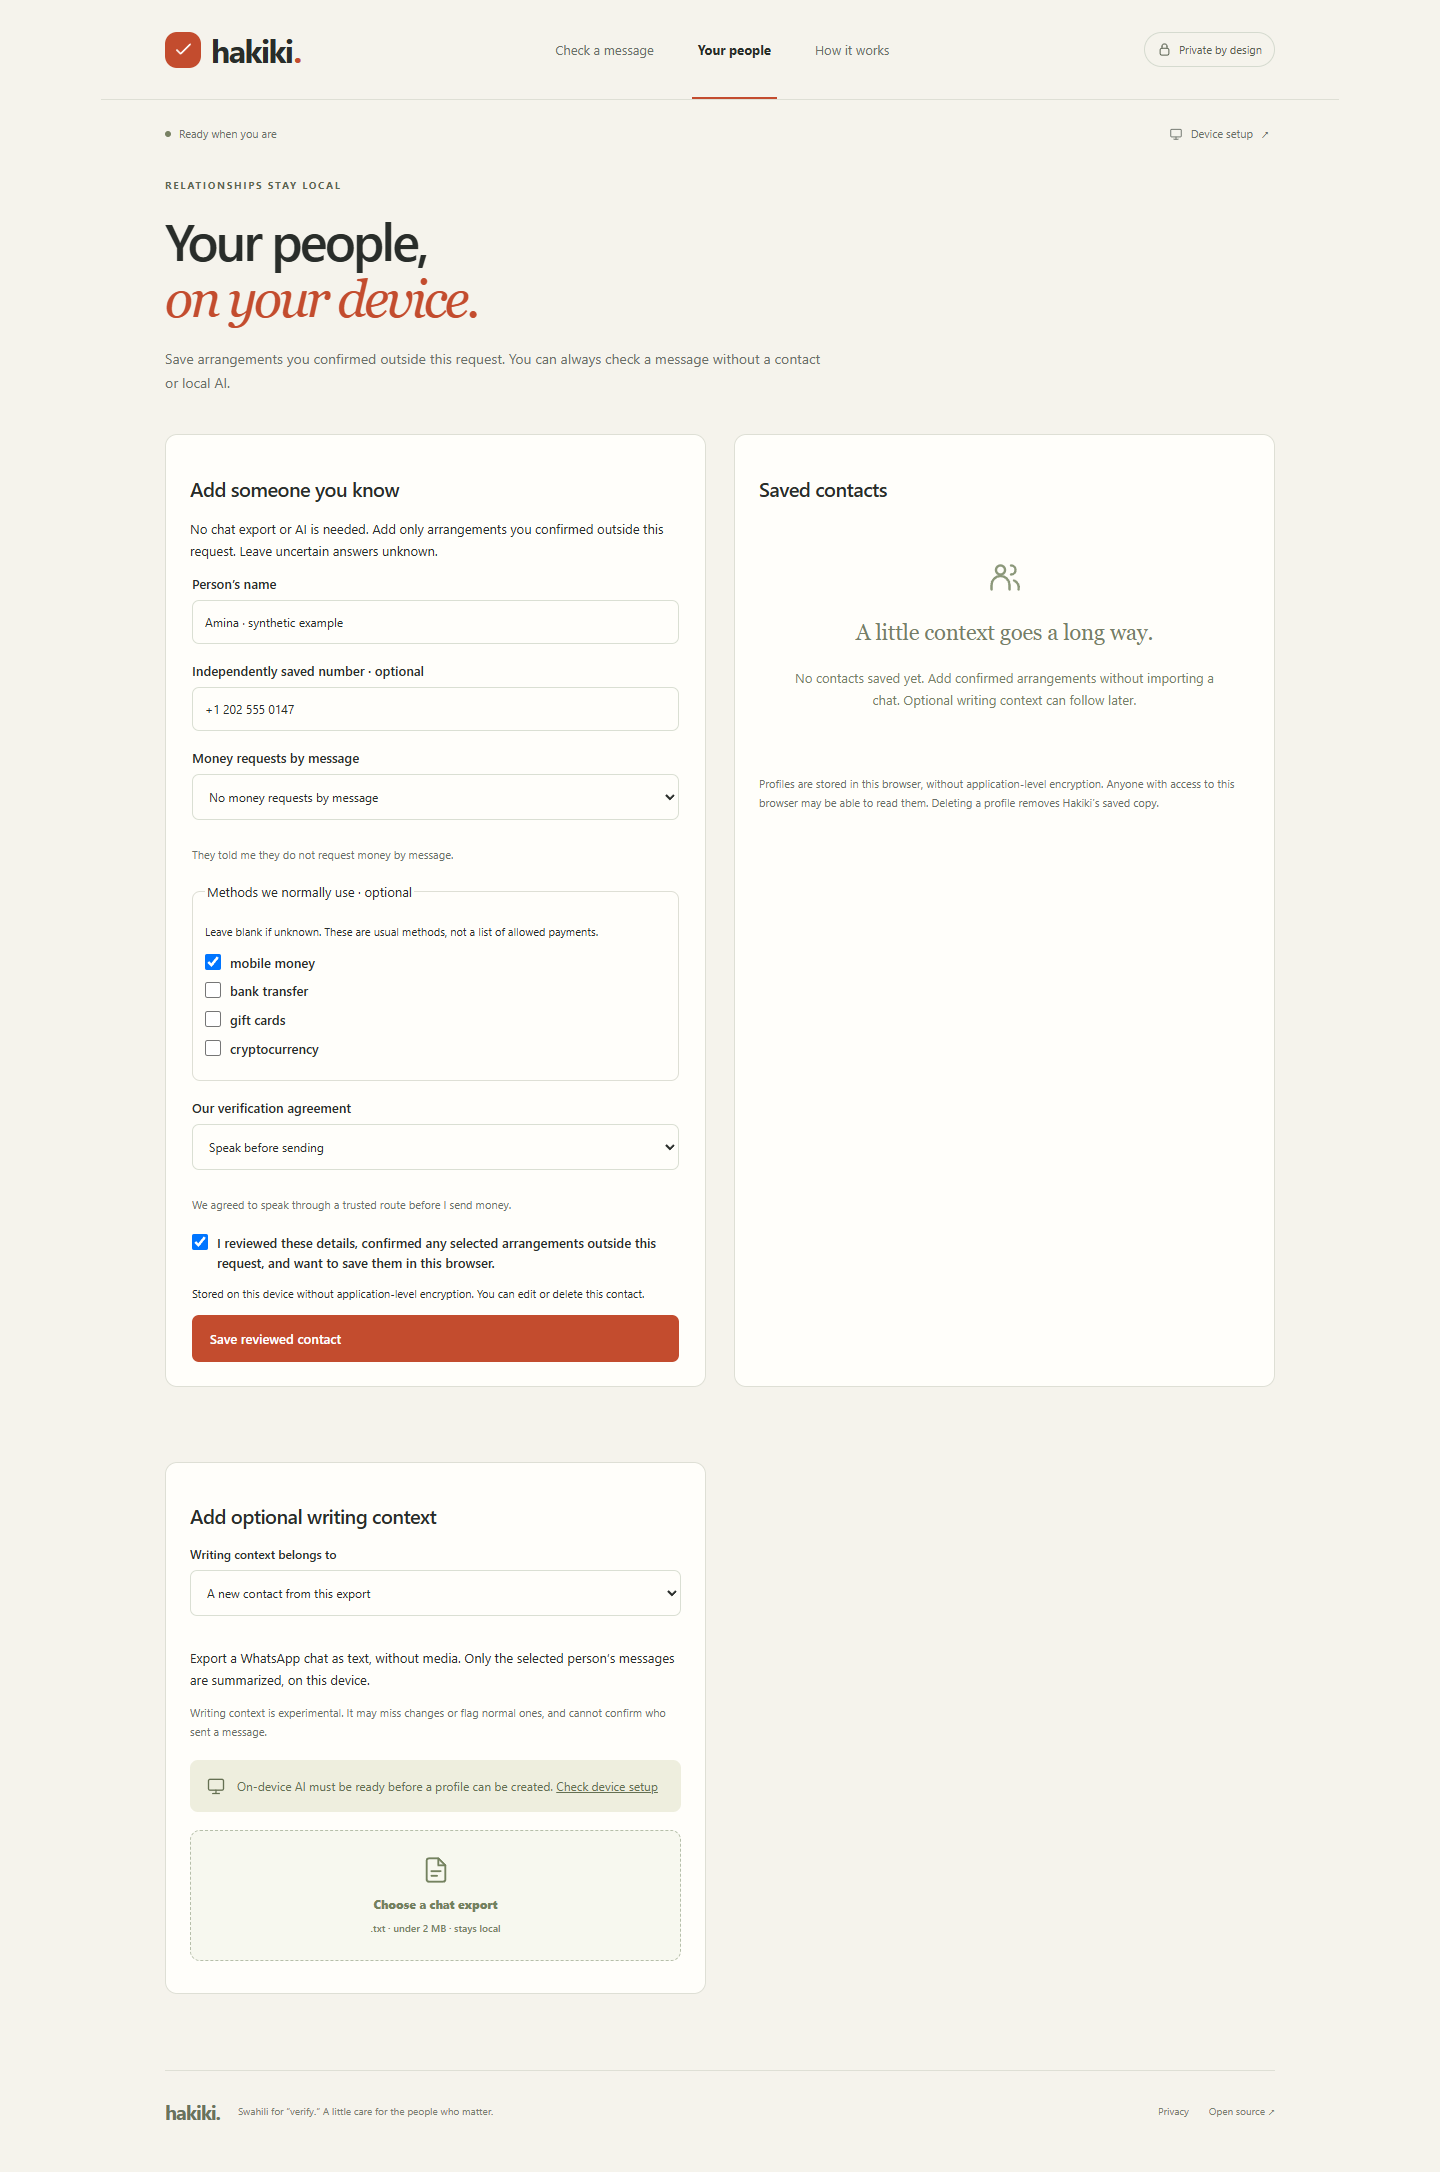 hakiki.
Check a message
Your people
How it works
Private by design
Ready when you are
Device setup ↗
RELATIONSHIPS STAY LOCAL
Your people,
on your device.
Save arrangements you confirmed outside this request. You can always check a message without a contact
or local AI.
Add someone you know
No chat export or AI is needed. Add only arrangements you confirmed outside this
request. Leave uncertain answers unknown.
Person's name
Amina · synthetic example
Independently saved number · optional
+1 202 555 0147
Money requests by message
No money requests by message
They told me they do not request money by message.
Methods we normally use · optional
Leave blank if unknown. These are usual methods, not a list of allowed payments.
mobile money
bank transfer
gift cards
cryptocurrency
Our verification agreement
Speak before sending
We agreed to speak through a trusted route before I send money.
I reviewed these details, confirmed any selected arrangements outside this
request, and want to save them in this browser.
Stored on this device without application-level encryption. You can edit or delete this contact.
Save reviewed contact
Saved contacts
A little context goes a long way.
No contacts saved yet. Add confirmed arrangements without importing a
chat. Optional writing context can follow later.
Profiles are stored in this browser, without application-level encryption. Anyone with access to this
browser may be able to read them. Deleting a profile removes Hakiki's saved copy.
Add optional writing context
Writing context belongs to
A new contact from this export
Export a WhatsApp chat as text, without media. Only the selected person's messages
are summarized, on this device.
Writing context is experimental. It may miss changes or flag normal ones, and cannot confirm who
sent a message.
On-device AI must be ready before a profile can be created. Check device setup
Choose a chat export
.txt · under 2 MB · stays local
hakiki.
Swahili for "verify." A little care for the people who matter.
Privacy
Open source ↗